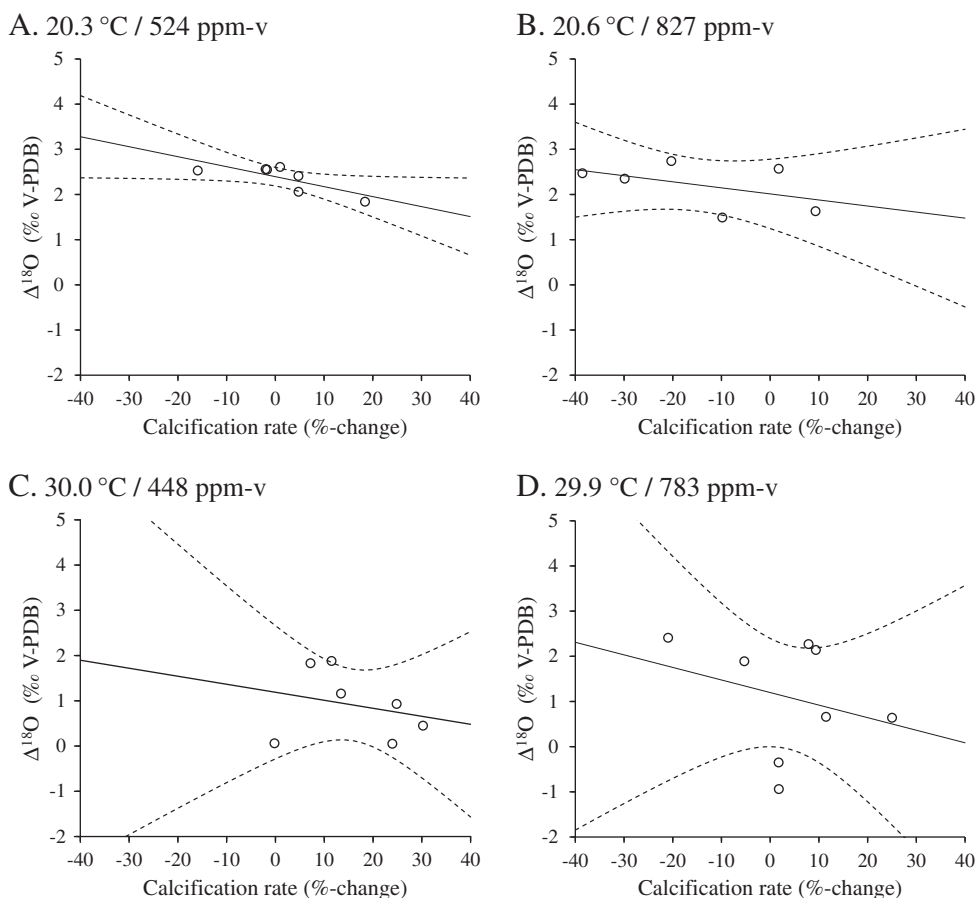 A. 20.3 °C / 524 ppm-v
5
4
3
2
1
0
-1
-2
Δ¹⁸O (‰ V-PDB)
-40 -30 -20 -10 0 10 20 30 40
Calcification rate (%-change)
B. 20.6 °C / 827 ppm-v
5
4
3
2
1
0
-1
-2
Δ¹⁸O (‰ V-PDB)
-40 -30 -20 -10 0 10 20 30 40
Calcification rate (%-change)
C. 30.0 °C / 448 ppm-v
5
4
3
2
1
0
-1
-2
Δ¹⁸O (‰ V-PDB)
-40 -30 -20 -10 0 10 20 30 40
Calcification rate (%-change)
D. 29.9 °C / 783 ppm-v
5
4
3
2
1
0
-1
-2
Δ¹⁸O (‰ V-PDB)
-40 -30 -20 -10 0 10 20 30 40
Calcification rate (%-change)